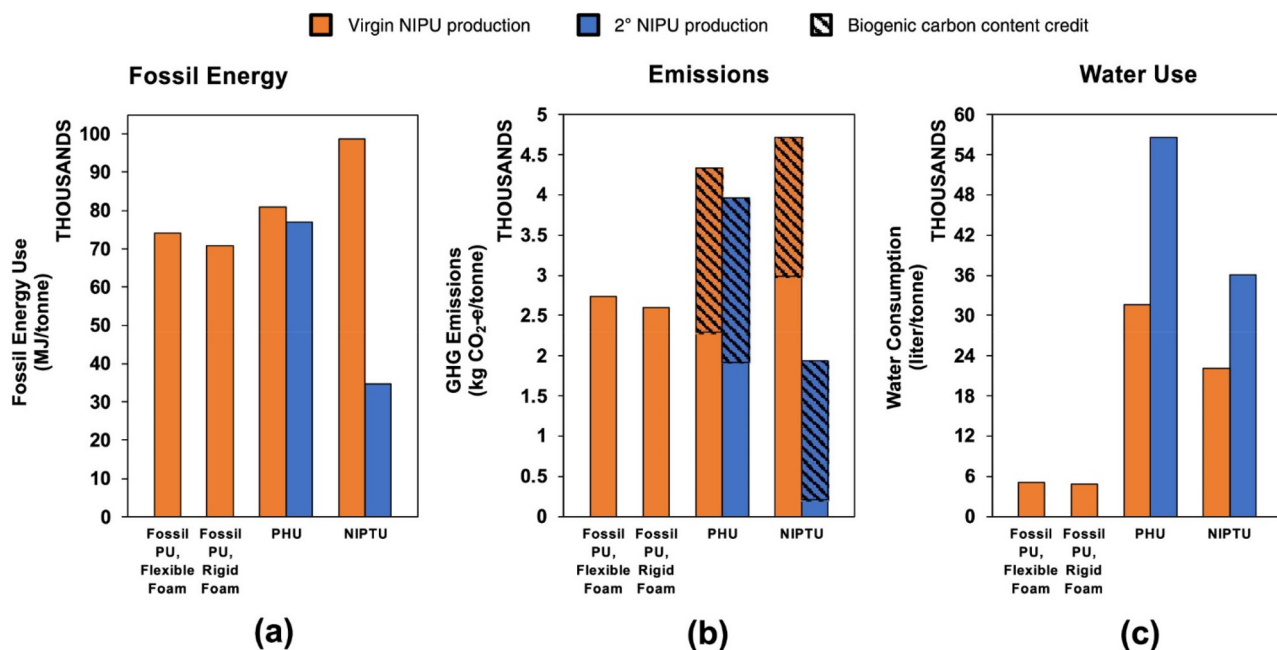 Virgin NIPU production
2° NIPU production
Biogenic carbon content credit
Fossil Energy
Fossil Energy Use
(MJ/tonne)
THOUSANDS
100
90
80
70
60
50
40
30
20
10
0
Fossil
PU,
Flexible
Foam
Fossil
PU,
Rigid
Foam
PHU
NIPTU
(a)
Emissions
GHG Emissions
(kg CO₂-e/tonne)
THOUSANDS
5
4.5
4
3.5
3
2.5
2
1.5
1
0.5
0
Fossil
PU,
Flexible
Foam
Fossil
PU,
Rigid
Foam
PHU
NIPTU
(b)
Water Use
Water Consumption
(liter/tonne)
THOUSANDS
60
54
48
42
36
30
24
18
12
6
0
Fossil
PU,
Flexible
Foam
Fossil
PU,
Rigid
Foam
PHU
NIPTU
(c)